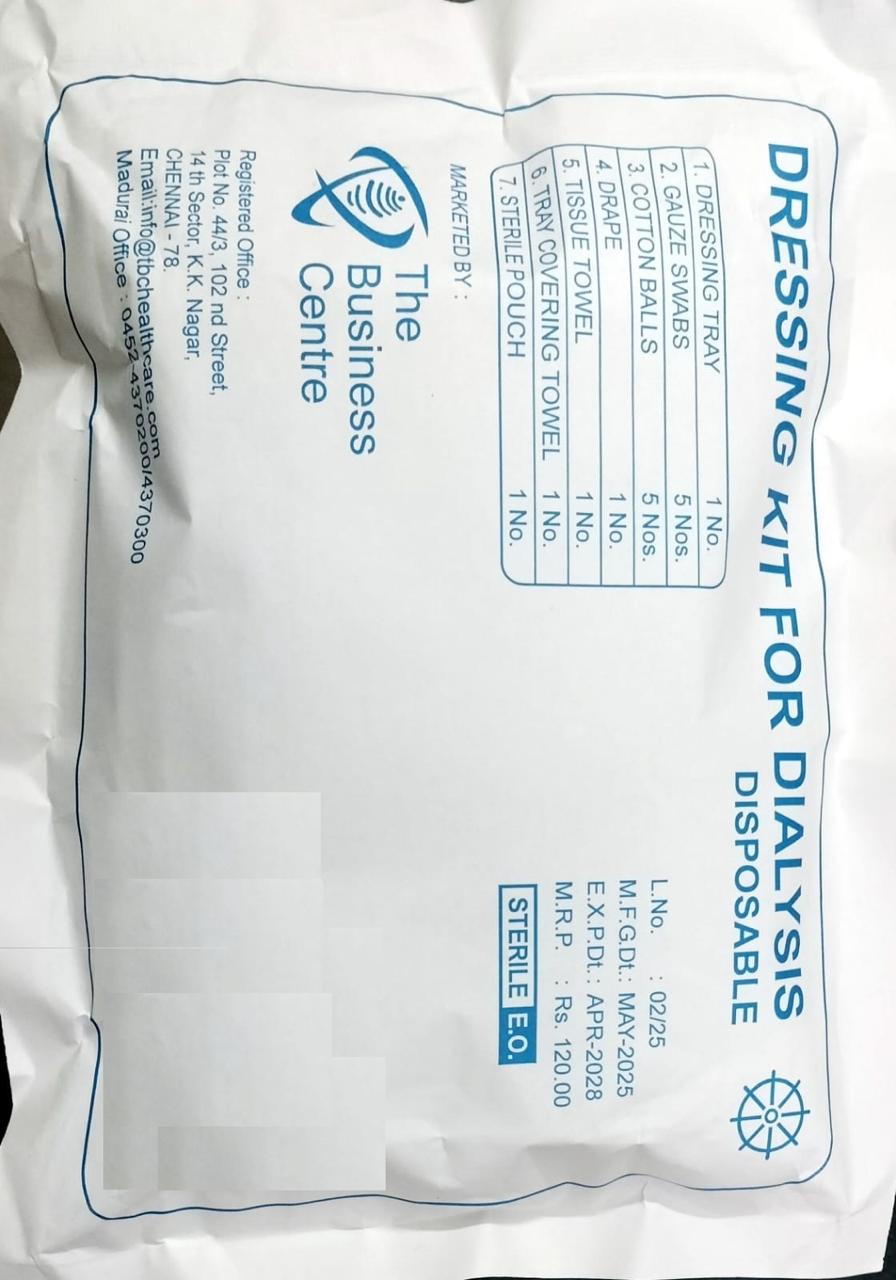 DRESSING KIT FOR DIALYSIS
DISPOSABLE
1. DRESSING TRAY 1 No.
2. GAUZE SWABS 5 Nos.
3. COTTON BALLS 5 Nos.
4. DRAPE 1 No.
5. TISSUE TOWEL 1 No.
6. TRAY COVERING TOWEL 1 No.
7. STERILE POUCH 1 No.
L.No. : 02/25
M.F.G.Dt.: MAY-2025
E.X.P.Dt.: APR-2028
M.R.P. : Rs. 120.00
STERILE E.O.
MARKETED BY :
The
Business
Centre
Registered Office :
Plot No. 44/3, 102 nd Street,
14 th Sector, K.K. Nagar,
CHENNAI - 78.
Email:info@tbchealthcare.com
Madurai Office : 0452-4370200/4370300